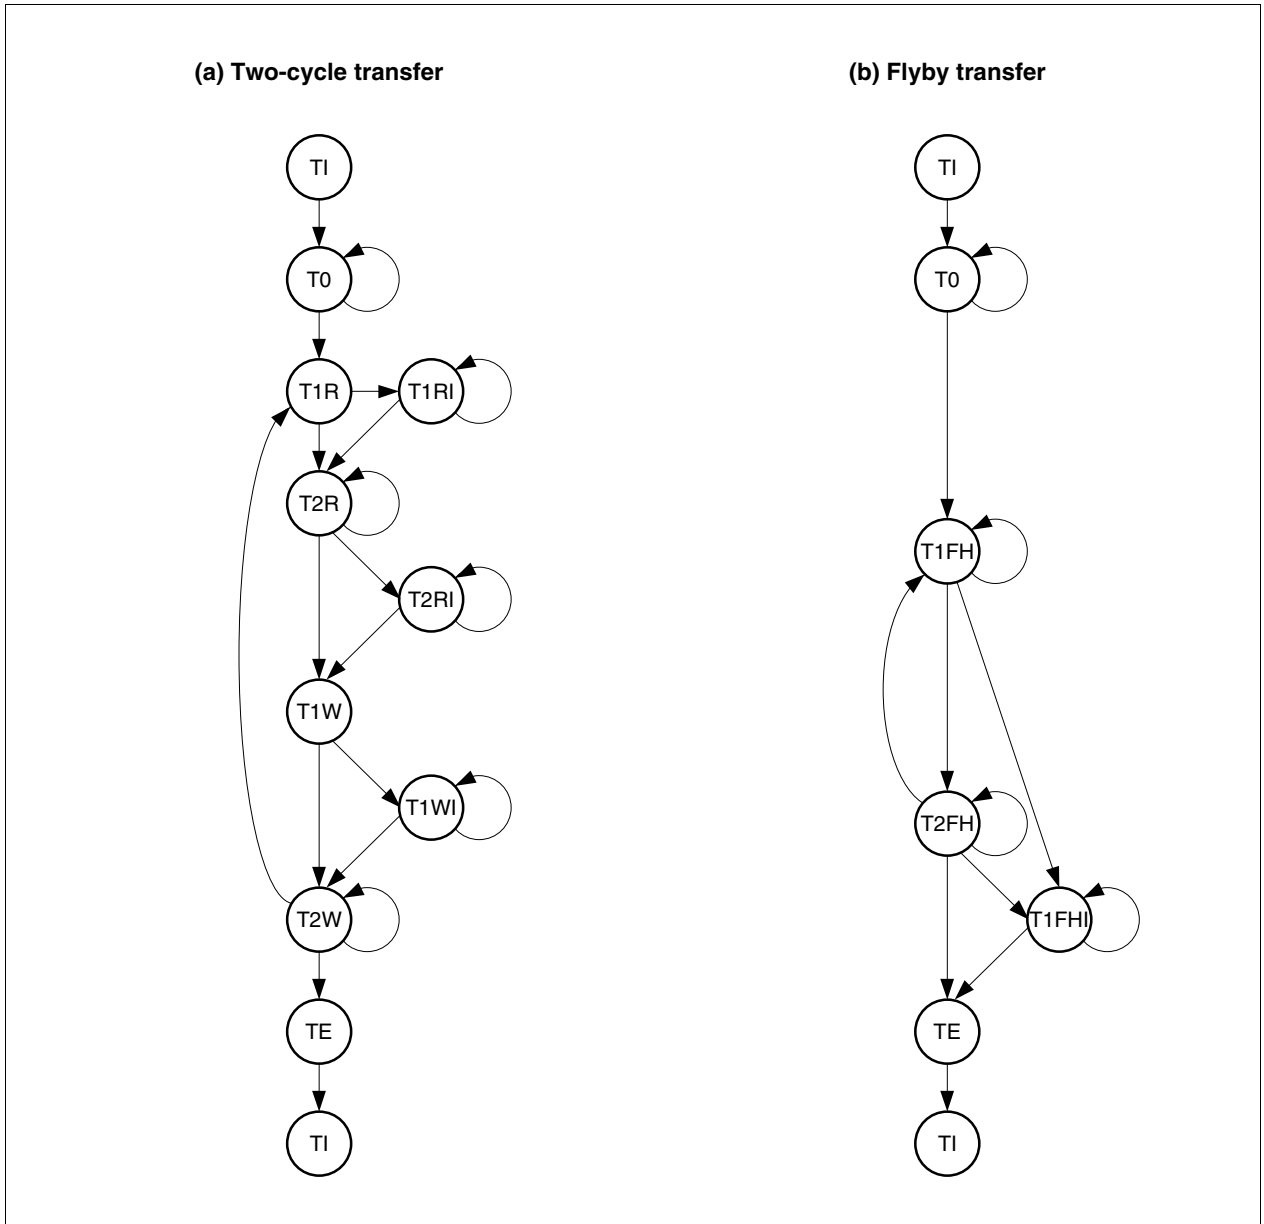 (a) Two-cycle transfer
TI
T0
T1R
T1RI
T2R
T2RI
T1W
T1WI
T2W
TE
TI
(b) Flyby transfer
TI
T0
T1FH
T2FH
T1FHI
TE
TI